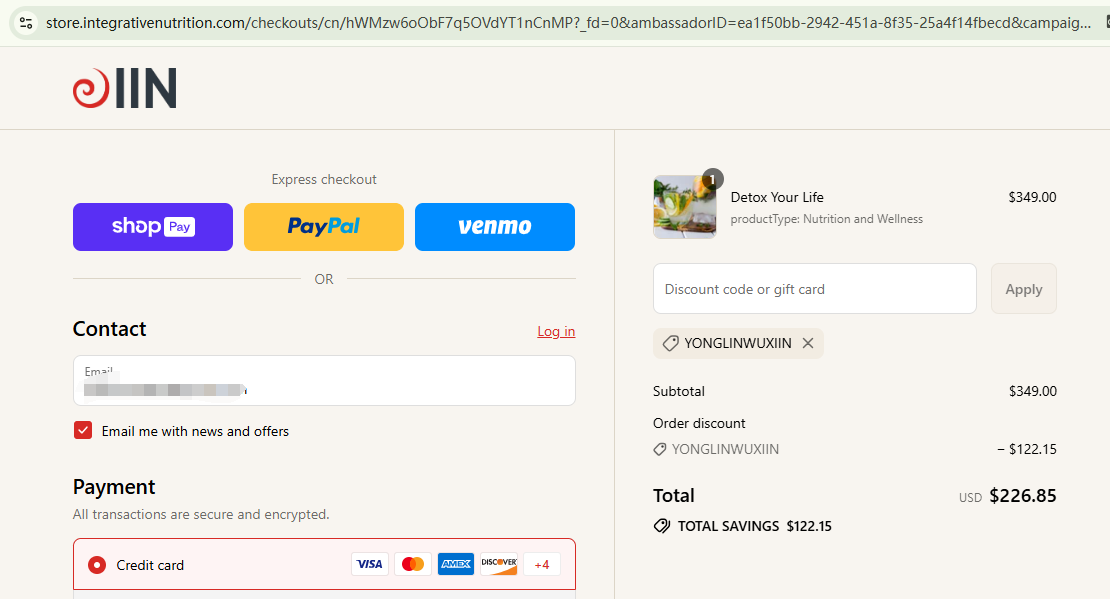 store.integrativenutrition.com/checkouts/cn/hWMzw6oObF7q5OVdYT1nCnMP?_fd=0&ambassadorID=ea1f50bb-2942-451a-8f35-25a4f14fbecd&campaig...
IIN
Express checkout
shop Pay
PayPal
venmo
OR
Contact
Log in
Email
Email me with news and offers
Payment
All transactions are secure and encrypted.
Credit card
VISA
AMEX
DISCOVER
+4
1
Detox Your Life
$349.00
productType: Nutrition and Wellness
Discount code or gift card
Apply
YONGLINWUXIIN
Subtotal
$349.00
Order discount
YONGLINWUXIIN
− $122.15
Total
USD $226.85
TOTAL SAVINGS $122.15